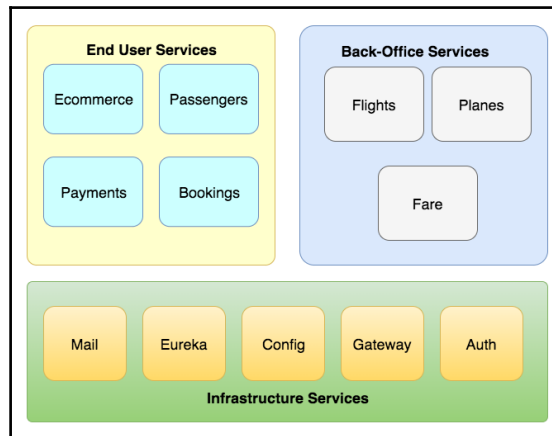 End User Services
Ecommerce
Passengers
Payments
Bookings
Back-Office Services
Flights
Planes
Fare
Mail
Eureka
Config
Gateway
Auth
Infrastructure Services